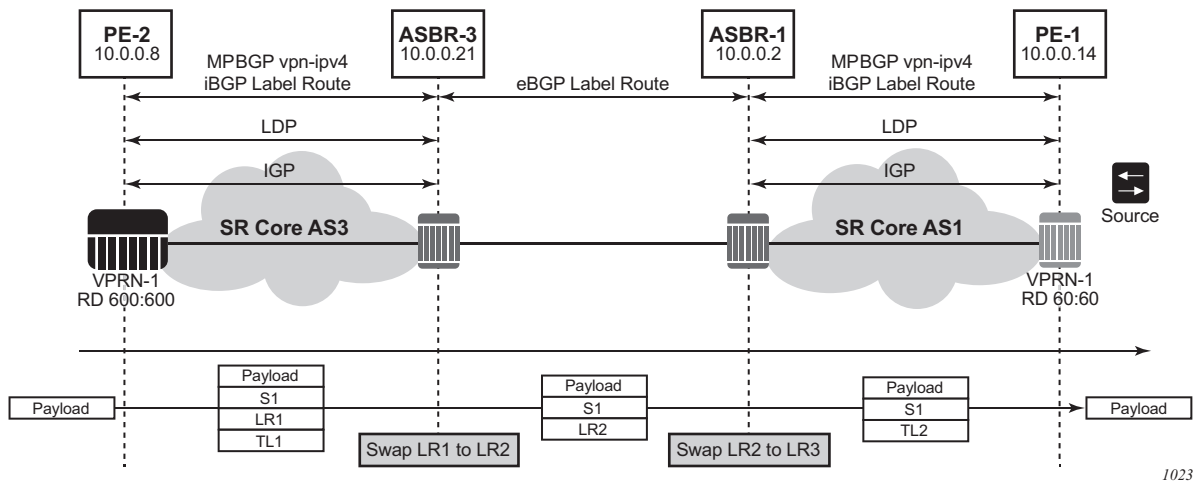 PE-2
10.0.0.8
ASBR-3
10.0.0.21
ASBR-1
10.0.0.2
PE-1
10.0.0.14
MPBGP vpn-ipv4
iBGP Label Route
eBGP Label Route
MPBGP vpn-ipv4
iBGP Label Route
LDP
LDP
IGP
IGP
Source
SR Core AS3
SR Core AS1
VPRN-1
RD 600:600
VPRN-1
RD 60:60
Payload
Payload
S1
LR1
TL1
Payload
S1
LR2
Payload
S1
TL2
Payload
Swap LR1 to LR2
Swap LR2 to LR3
1023